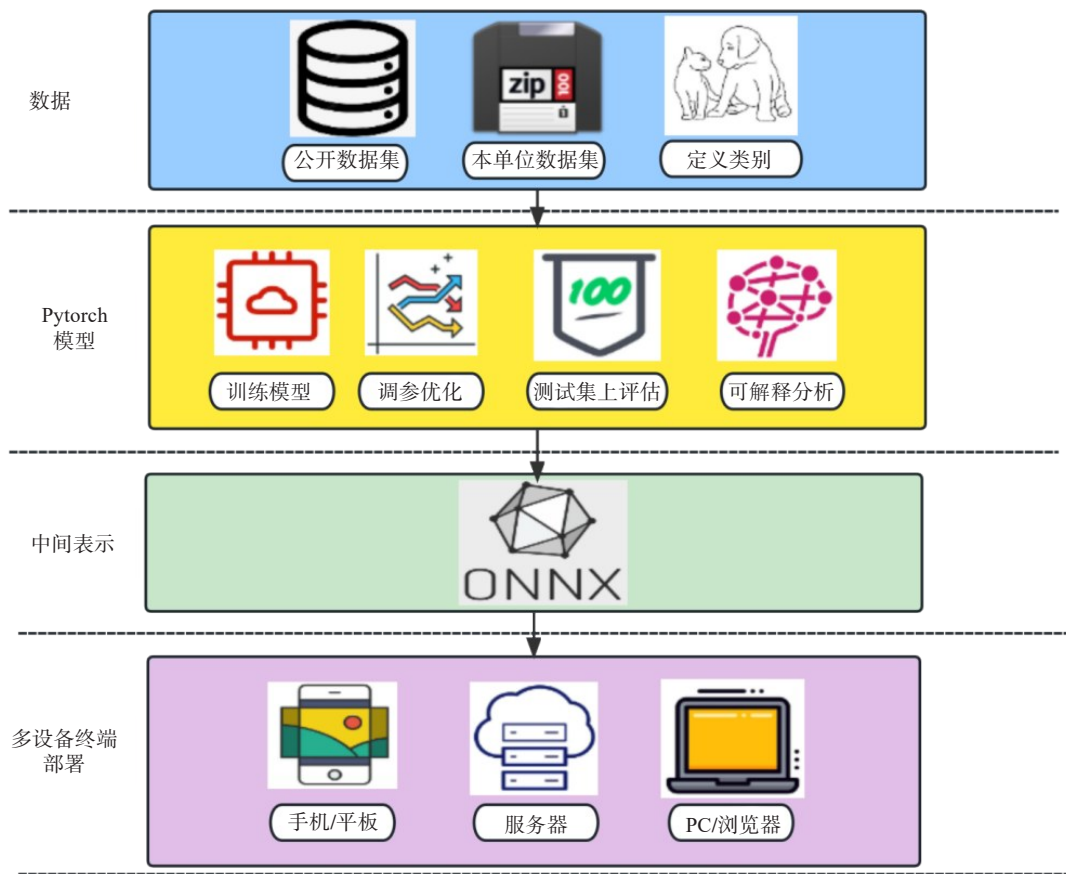 数据
zip
100
公开数据集
本单位数据集
定义类别
Pytorch
模型
100
训练模型
调参优化
测试集上评估
可解释分析
中间表示
ONNX
多设备终端
部署
手机/平板
服务器
PC/浏览器